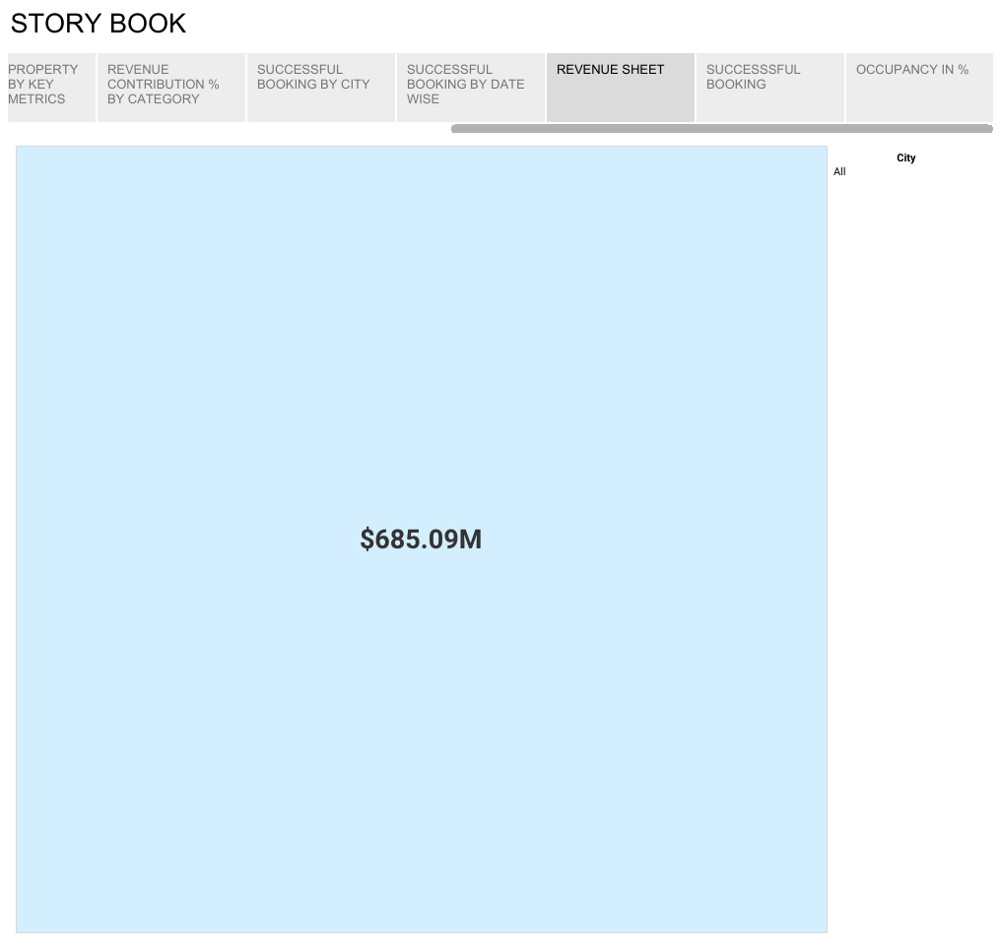 STORY BOOK
PROPERTY
BY KEY
METRICS
REVENUE
CONTRIBUTION %
BY CATEGORY
SUCCESSFUL
BOOKING BY CITY
SUCCESSFUL
BOOKING BY DATE
WISE
REVENUE SHEET
SUCCESSSFUL
BOOKING
OCCUPANCY IN %
City
All
$685.09M